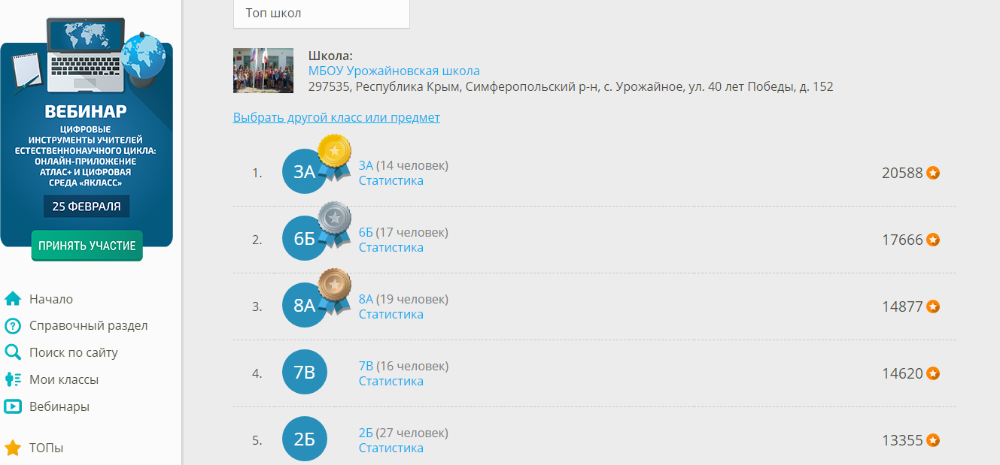 ВЕБИНАР
ЦИФРОВЫЕ
ИНСТРУМЕНТЫ УЧИТЕЛЕЙ
ЕСТЕСТВЕННОНАУЧНОГО ЦИКЛА:
ОНЛАЙН-ПРИЛОЖЕНИЕ
АТЛАС+ И ЦИФРОВАЯ
СРЕДА «ЯКЛАСС»
25 ФЕВРАЛЯ
ПРИНЯТЬ УЧАСТИЕ
Начало
Справочный раздел
Поиск по сайту
Мои классы
Вебинары
ТОПы
Топ школ
Школа:
МБОУ Урожайновская школа
297535, Республика Крым, Симферопольский р-н, с. Урожайное, ул. 40 лет Победы, д. 152
Выбрать другой класс или предмет
1. 3А 3А (14 человек) 20588
Статистика
2. 6Б 6Б (17 человек) 17666
Статистика
3. 8А 8А (19 человек) 14877
Статистика
4. 7В 7В (16 человек) 14620
Статистика
5. 2Б 2Б (27 человек) 13355
Статистика